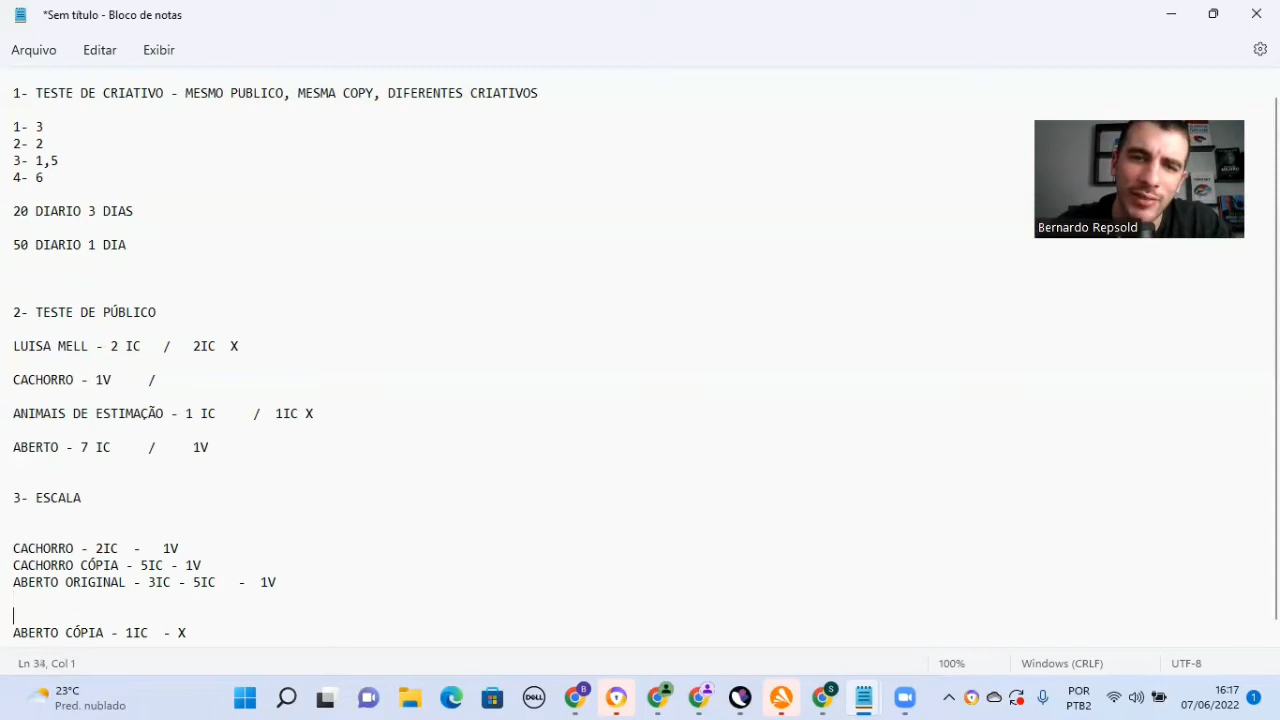 *Sem título - Bloco de notas
Arquivo Editar Exibir
1- TESTE DE CRIATIVO - MESMO PUBLICO, MESMA COPY, DIFERENTES CRIATIVOS
1- 3
2- 2
3- 1,5
4- 6
20 DIARIO 3 DIAS
50 DIARIO 1 DIA
Bernardo Repsold
2- TESTE DE PÚBLICO
LUISA MELL - 2 IC / 2IC X
CACHORRO - 1V /
ANIMAIS DE ESTIMAÇÃO - 1 IC / 1IC X
ABERTO - 7 IC / 1V
3- ESCALA
CACHORRO - 2IC - 1V
CACHORRO CÓPIA - 5IC - 1V
ABERTO ORIGINAL - 3IC - 5IC - 1V
ABERTO CÓPIA - 1IC - X
Ln 34, Col 1 100% Windows (CRLF) UTF-8
23°C
Pred. nublado
DELL
B
S
POR
PTB2
16:17
07/06/2022
1